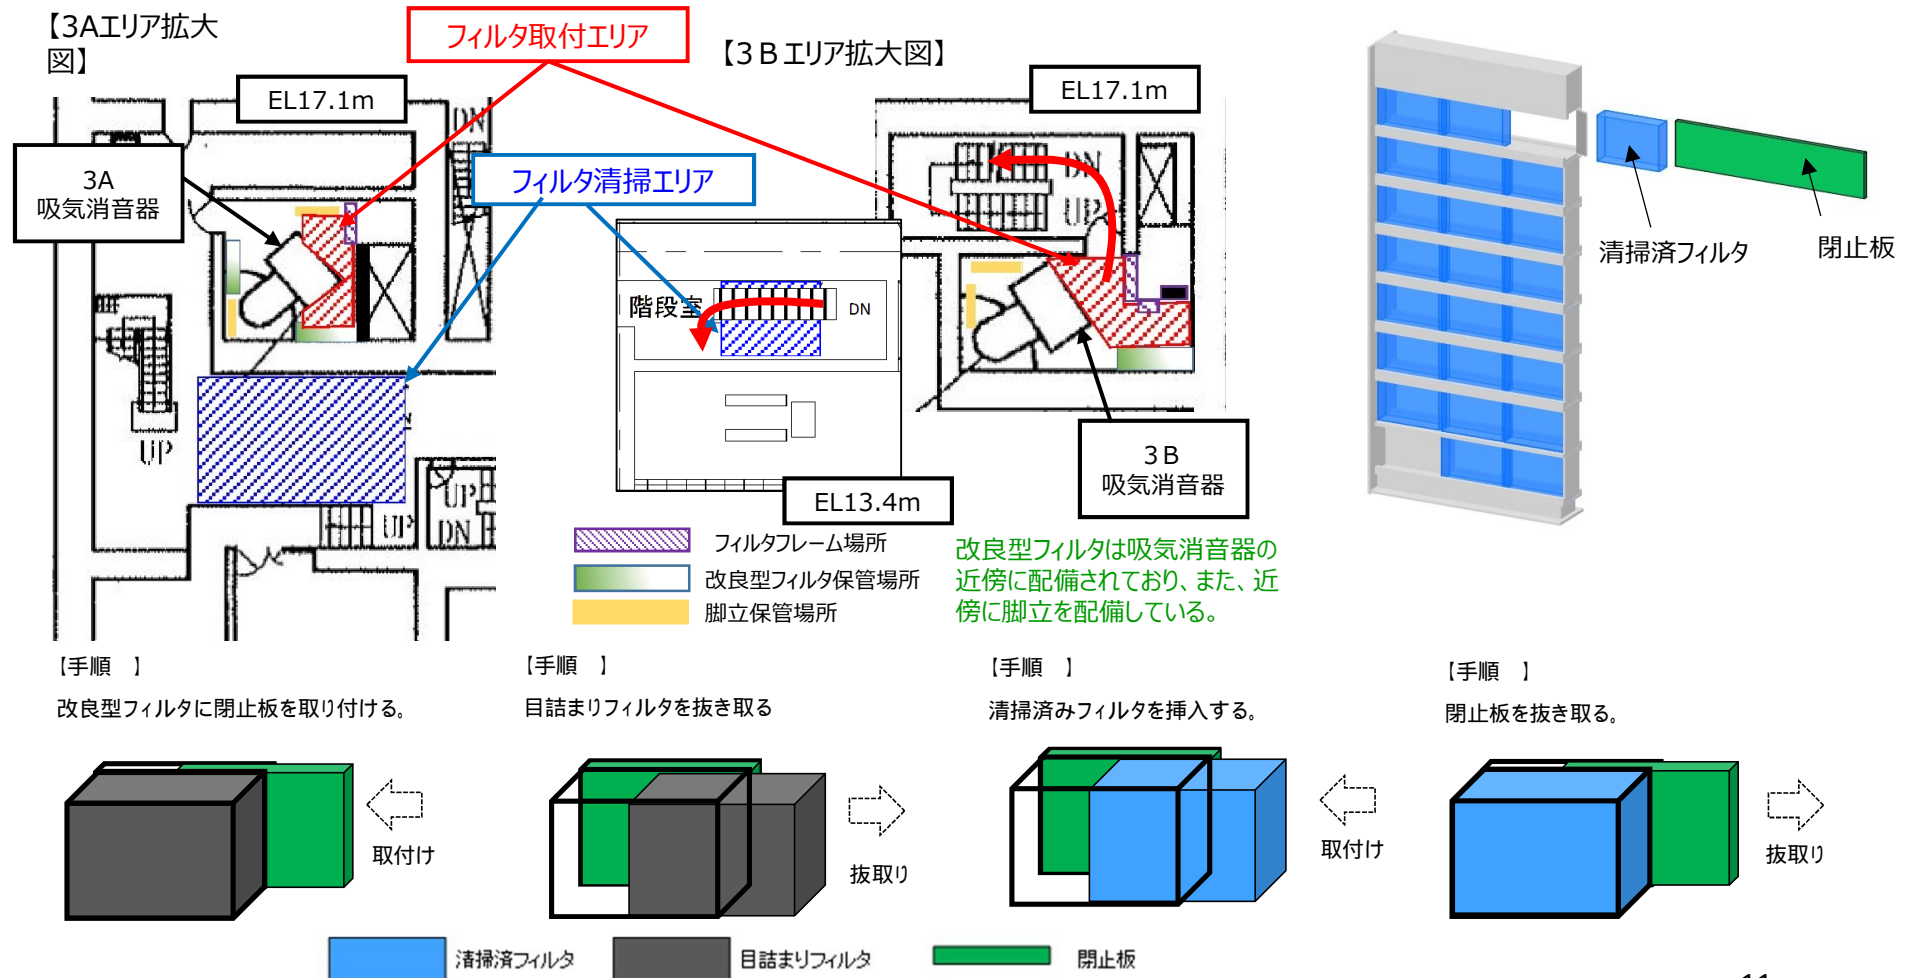 【3Aエリア拡大
図】
フィルタ取付エリア
【3Ｂエリア拡大図】
EL17.1m
EL17.1m
DN
3A
吸気消音器
フィルタ清掃エリア
DN
UP
清掃済フィルタ
閉止板
階段室
DN
UP
UP
DN
UP
3Ｂ
吸気消音器
EL13.4m
フィルタフレーム場所
改良型フィルタ保管場所
脚立保管場所
改良型フィルタは吸気消音器の
近傍に配備されており、また、近
傍に脚立を配備している。
【手順　】
改良型フィルタに閉止板を取り付ける。
取付け
【手順　】
目詰まりフィルタを抜き取る
抜取り
【手順　】
清掃済みフィルタを挿入する。
取付け
【手順　】
閉止板を抜き取る。
抜取り
清掃済フィルタ
目詰まりフィルタ
閉止板